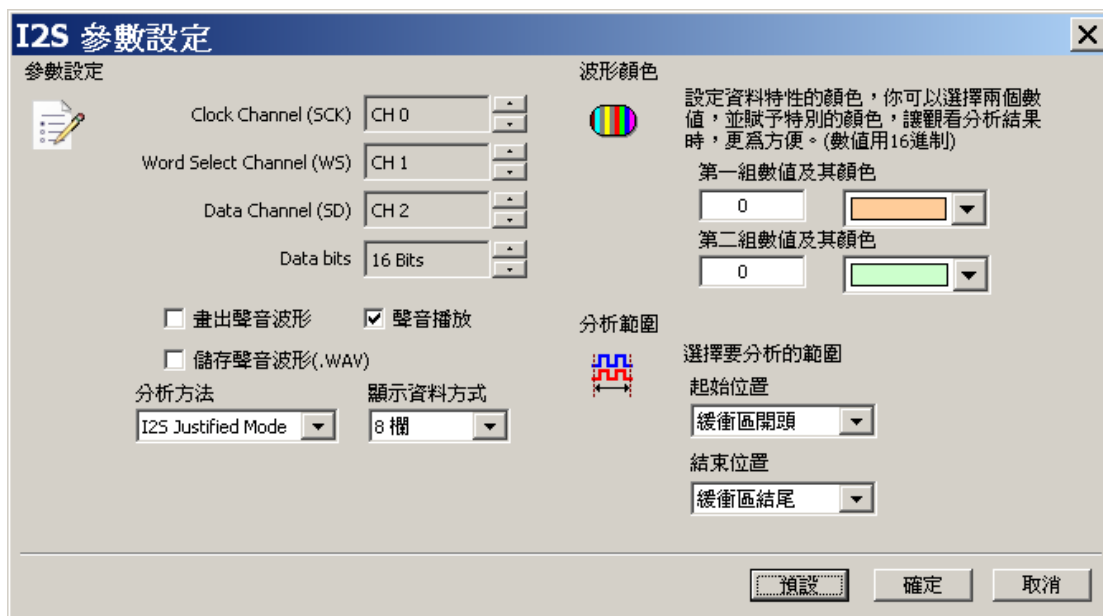 I2S 參數設定
參數設定
Clock Channel (SCK) CH 0
Word Select Channel (WS) CH 1
Data Channel (SD) CH 2
Data bits 16 Bits
畫出聲音波形 聲音播放
儲存聲音波形(.WAV)
分析方法 顯示資料方式
I2S Justified Mode 8 欄
波形顏色
設定資料特性的顏色,你可以選擇兩個數
值,並賦予特別的顏色,讓觀看分析結果
時,更爲方便。(數值用16進制)
第一組數值及其顏色
0
第二組數值及其顏色
0
分析範圍
選擇要分析的範圍
起始位置
緩衝區開頭
結束位置
緩衝區結尾
預設 確定 取消